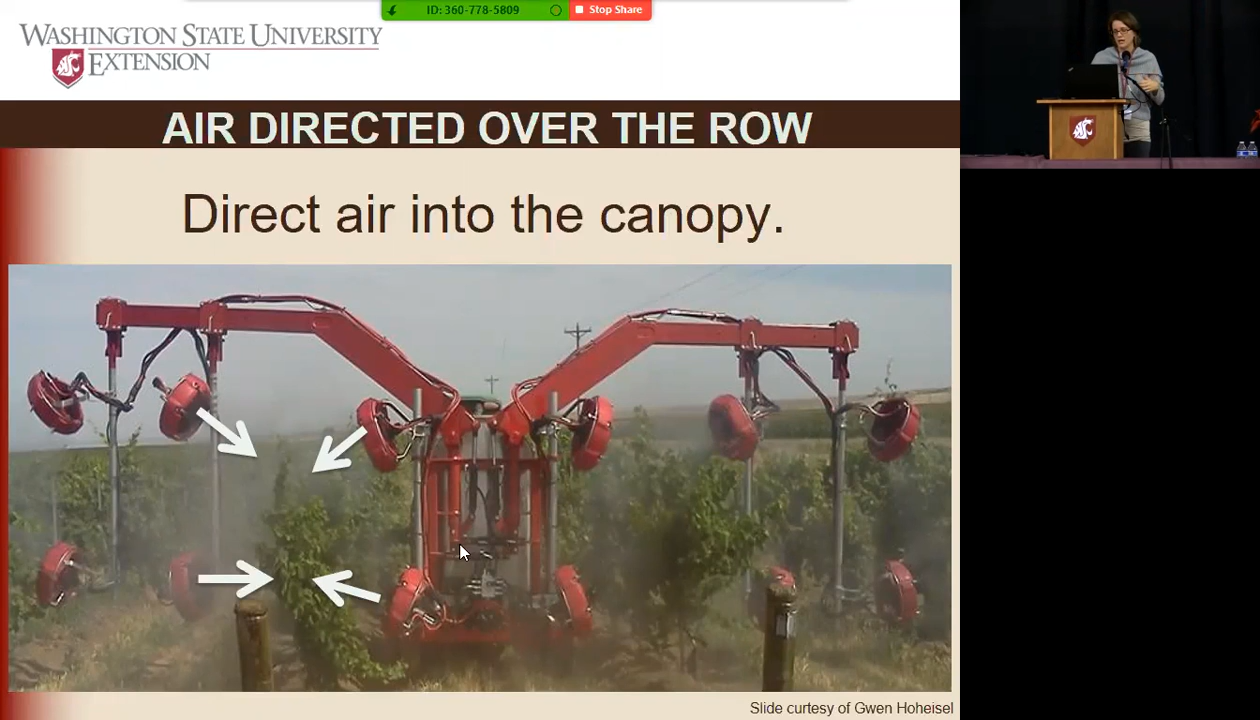 ID: 360-778-5809
Stop Share
WASHINGTON STATE UNIVERSITY
EXTENSION
AIR DIRECTED OVER THE ROW
Direct air into the canopy.
Slide curtesy of Gwen Hoheisel